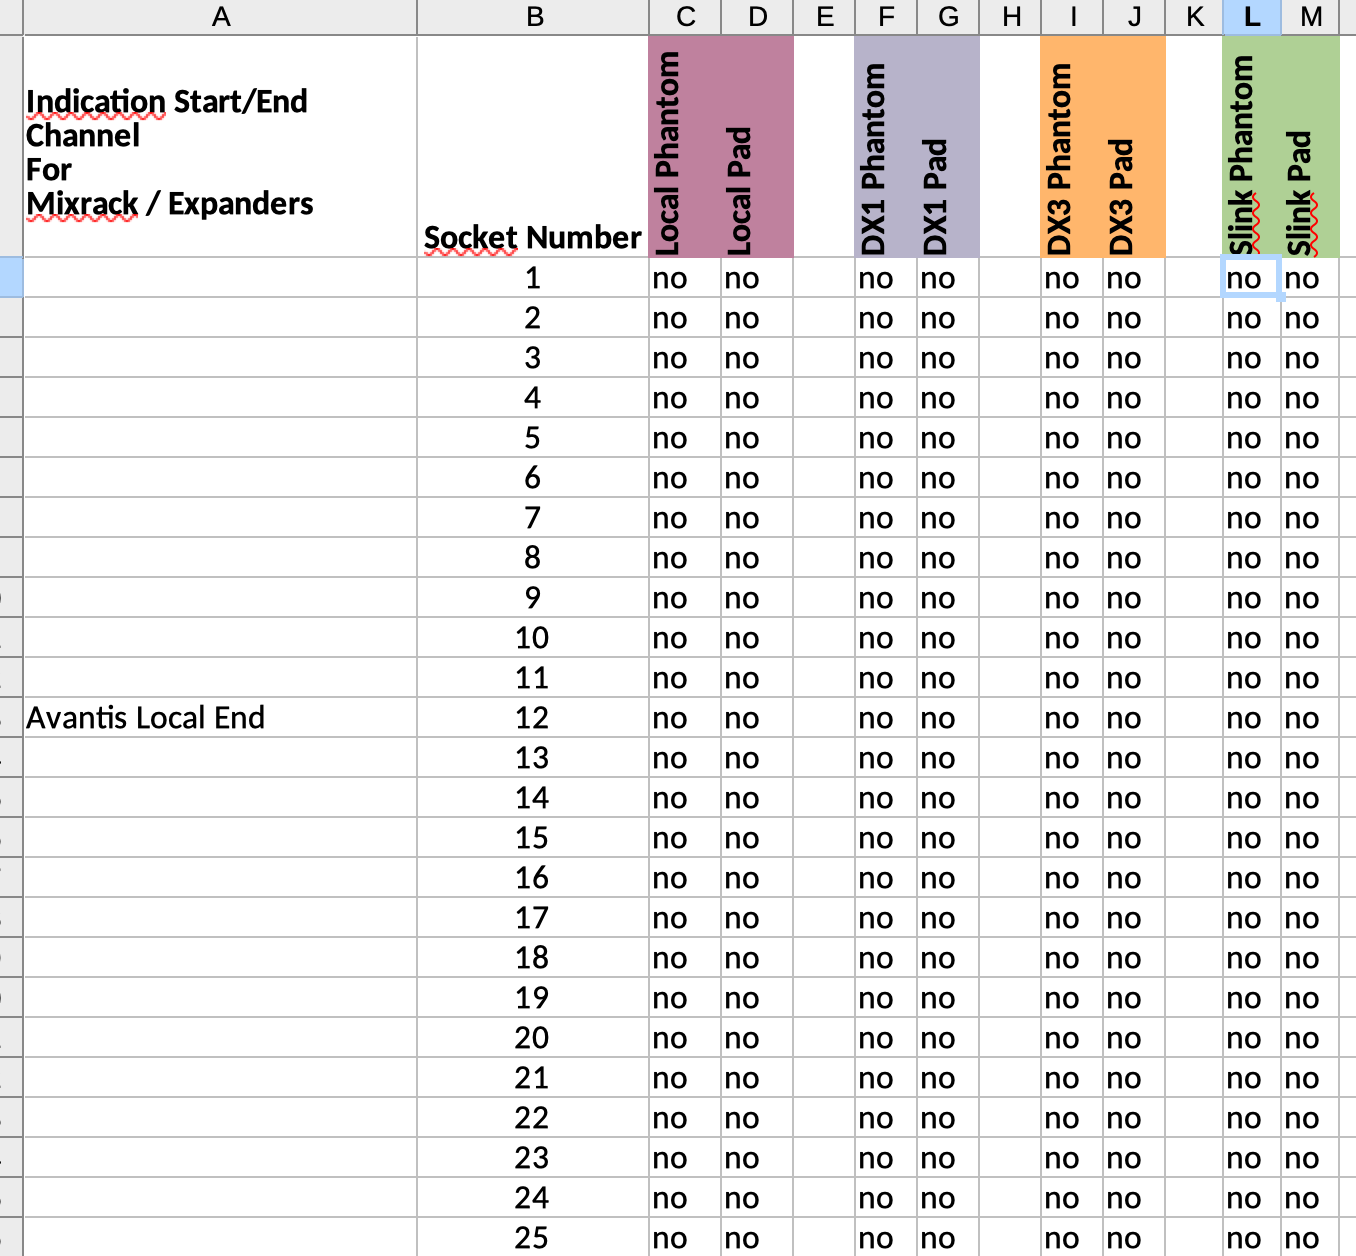 A B C D E F G H I J K L M
Indication Start/End
Channel
For
Mixrack / Expanders
Socket Number
Local Phantom
Local Pad
DX1 Phantom
DX1 Pad
DX3 Phantom
DX3 Pad
Slink Phantom
Slink Pad
1 no no no no no no no no
2 no no no no no no no no
3 no no no no no no no no
4 no no no no no no no no
5 no no no no no no no no
6 no no no no no no no no
7 no no no no no no no no
8 no no no no no no no no
9 no no no no no no no no
10 no no no no no no no no
11 no no no no no no no no
Avantis Local End 12 no no no no no no no no
13 no no no no no no no no
14 no no no no no no no no
15 no no no no no no no no
16 no no no no no no no no
17 no no no no no no no no
18 no no no no no no no no
19 no no no no no no no no
20 no no no no no no no no
21 no no no no no no no no
22 no no no no no no no no
23 no no no no no no no no
24 no no no no no no no no
25 no no no no no no no no